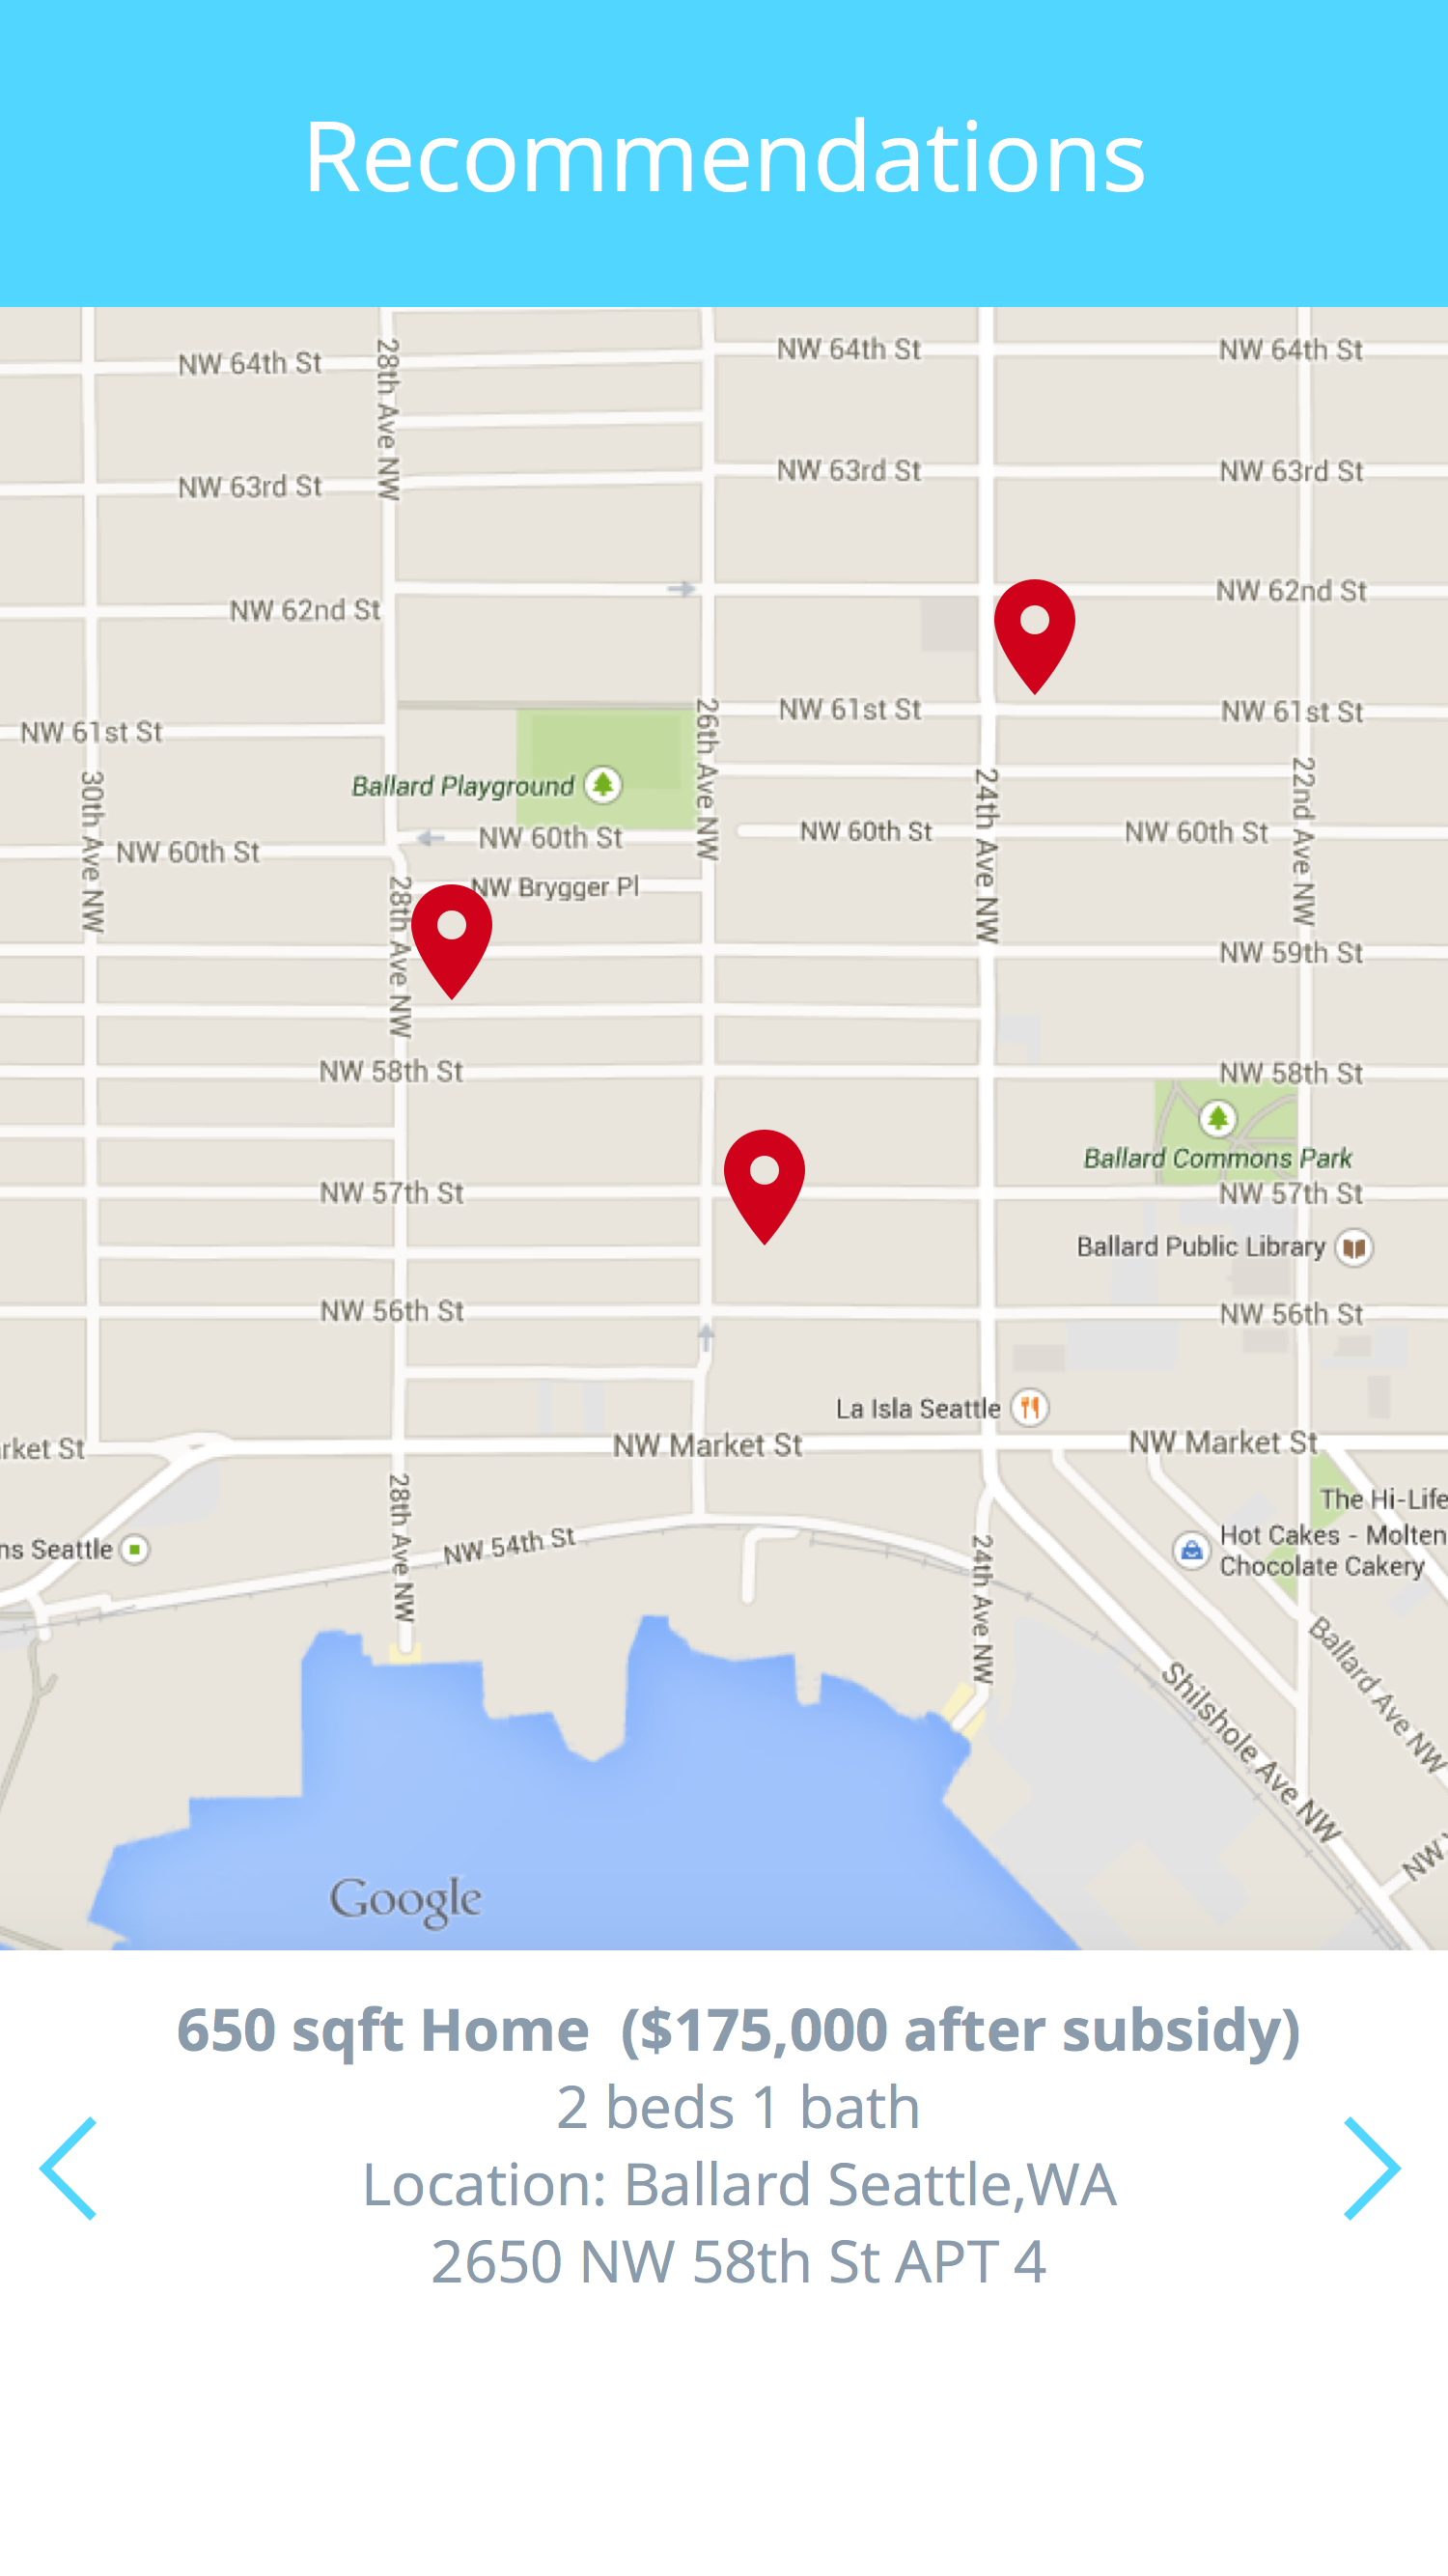 Recommendations
NW 64th St
28th Ave NW
NW 64th St
NW 64th St
NW 63rd St
NW 63rd St
NW 63rd St
NW 62nd St
NW 62nd St
NW 61st St
26th Ave NW
NW 61st St
NW 61st St
30th Ave NW
Ballard Playground
24th Ave NW
22nd Ave NW
NW 60th St
NW 60th St
NW 60th St
NW 60th St
28th Ave NW
NW Brygger Pl
NW 59th St
NW 58th St
NW 58th St
Ballard Commons Park
NW 57th St
NW 57th St
Ballard Public Library
NW 56th St
NW 56th St
La Isla Seattle
rket St
NW Market St
NW Market St
28th Ave NW
The Hi-Life
ns Seattle
NW 54th St
24th Ave NW
Hot Cakes - Molten
Chocolate Cakery
Ballard Ave NW
Shilshole Ave NW
NW
Google
650 sqft Home ($175,000 after subsidy)
2 beds 1 bath
Location: Ballard Seattle,WA
2650 NW 58th St APT 4